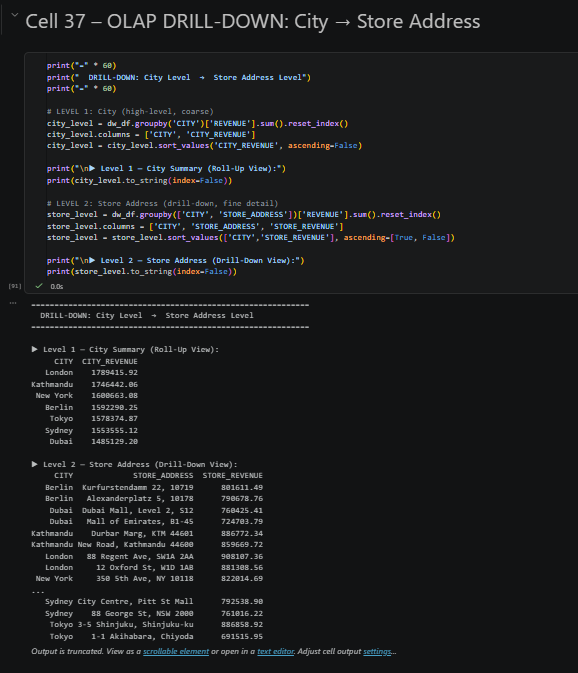 Cell 37 – OLAP DRILL-DOWN: City → Store Address
print("=" * 60)
print("  DRILL-DOWN: City Level  →  Store Address Level")
print("=" * 60)
# LEVEL 1: City (high-level, coarse)
city_level = dw_df.groupby('CITY')['REVENUE'].sum().reset_index()
city_level.columns = ['CITY', 'CITY_REVENUE']
city_level = city_level.sort_values('CITY_REVENUE', ascending=False)
print("\n▶ Level 1 — City Summary (Roll-Up View):")
print(city_level.to_string(index=False))
# LEVEL 2: Store Address (drill-down, fine detail)
store_level = dw_df.groupby(['CITY', 'STORE_ADDRESS'])['REVENUE'].sum().reset_index()
store_level.columns = ['CITY', 'STORE_ADDRESS', 'STORE_REVENUE']
store_level = store_level.sort_values(['CITY','STORE_REVENUE'], ascending=[True, False])
print("\n▶ Level 2 — Store Address (Drill-Down View):")
print(store_level.to_string(index=False))
[91] ✓ 0.0s
... ============================================================
  DRILL-DOWN: City Level  →  Store Address Level
============================================================
▶ Level 1 — City Summary (Roll-Up View):
CITY CITY_REVENUE
London 1789415.92
Kathmandu 1746442.06
New York 1600663.08
Berlin 1592290.25
Tokyo 1578374.87
Sydney 1553555.12
Dubai 1485129.20
▶ Level 2 — Store Address (Drill-Down View):
CITY STORE_ADDRESS STORE_REVENUE
Berlin Kurfurstendamm 22, 10719 801611.49
Berlin Alexanderplatz 5, 10178 790678.76
Dubai Dubai Mall, Level 2, S12 760425.41
Dubai Mall of Emirates, B1-45 724703.79
Kathmandu Durbar Marg, KTM 44601 886772.34
Kathmandu New Road, Kathmandu 44600 859669.72
London 88 Regent Ave, SW1A 2AA 908107.36
London 12 Oxford St, W1D 1AB 881308.56
New York 350 5th Ave, NY 10118 822014.69
...
Sydney City Centre, Pitt St Mall 792538.90
Sydney 88 George St, NSW 2000 761016.22
Tokyo 3-5 Shinjuku, Shinjuku-ku 886858.92
Tokyo 1-1 Akihabara, Chiyoda 691515.95
Output is truncated. View as a scrollable element or open in a text editor. Adjust cell output settings...